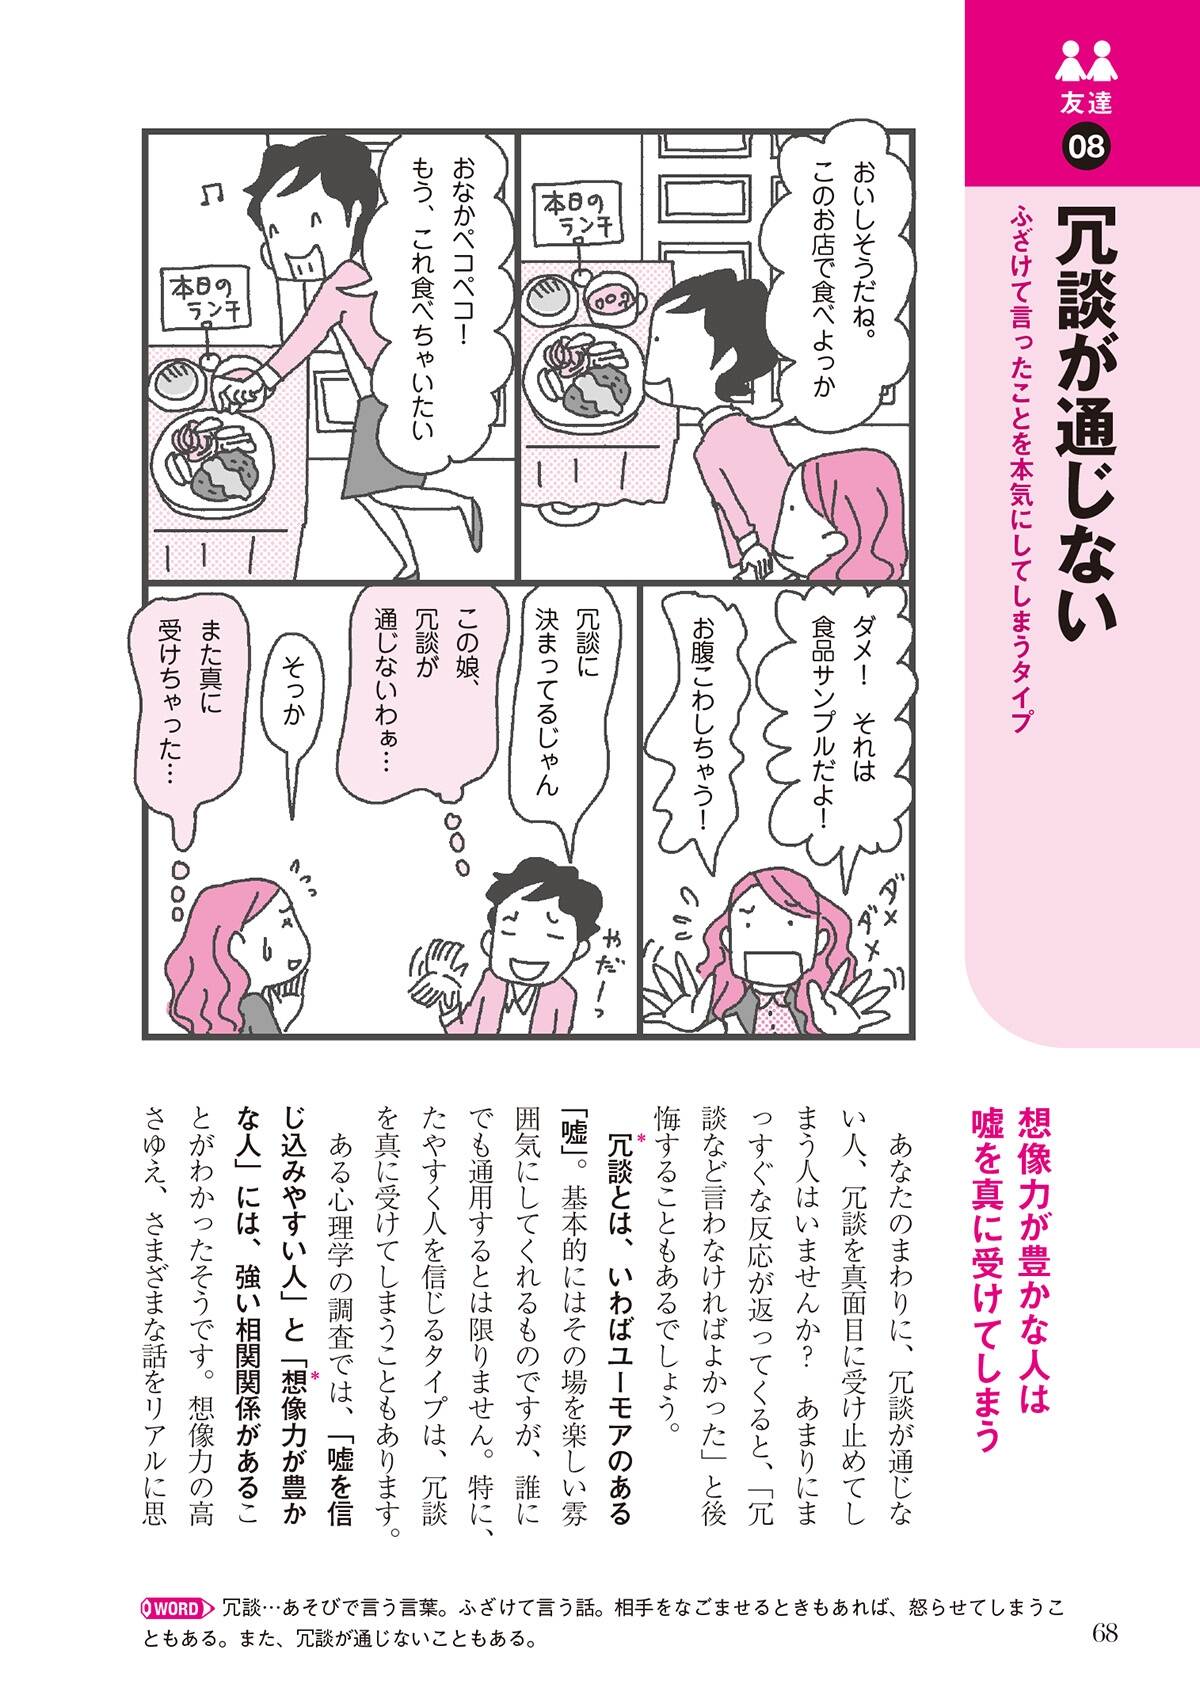 友達
08
冗談が通じない
ふざけて言ったことを本気にしてしまうタイプ
おいしそうだね。
このお店で食べよっか
本日の
ランチ
おなかペコペコ！
もう、これ食べちゃいたい
♫
本日の
ランチ
ダメ！　それは
食品サンプルだよ！
お腹こわしちゃう！
ダメ
ダメ
冗談に
決まってるじゃん
この娘、
冗談が
通じないわぁ…
やだーっ
そっか
また真に
受けちゃった…
想像力が豊かな人は
嘘を真に受けてしまう
あなたのまわりに、冗談が通じな
い人、冗談を真面目に受け止めてし
まう人はいませんか？　あまりにま
っすぐな反応が返ってくると、「冗
談など言わなければよかった」と後
悔することもあるでしょう。
冗談*とは、いわばユーモアのある
「嘘」。基本的にはその場を楽しい雰
囲気にしてくれるものですが、誰に
でも通用するとは限りません。特に、
たやすく人を信じるタイプは、冗談
を真に受けてしまうこともあります。
ある心理学の調査では、「嘘を信
じ込みやすい人」と「想像力*が豊か
な人」には、強い相関関係があるこ
とがわかったそうです。想像力の高
さゆえ、さまざまな話をリアルに思
WORD 冗談…あそびで言う言葉。ふざけて言う話。相手をなごませるときもあれば、怒らせてしまうこ
ともある。また、冗談が通じないこともある。
68